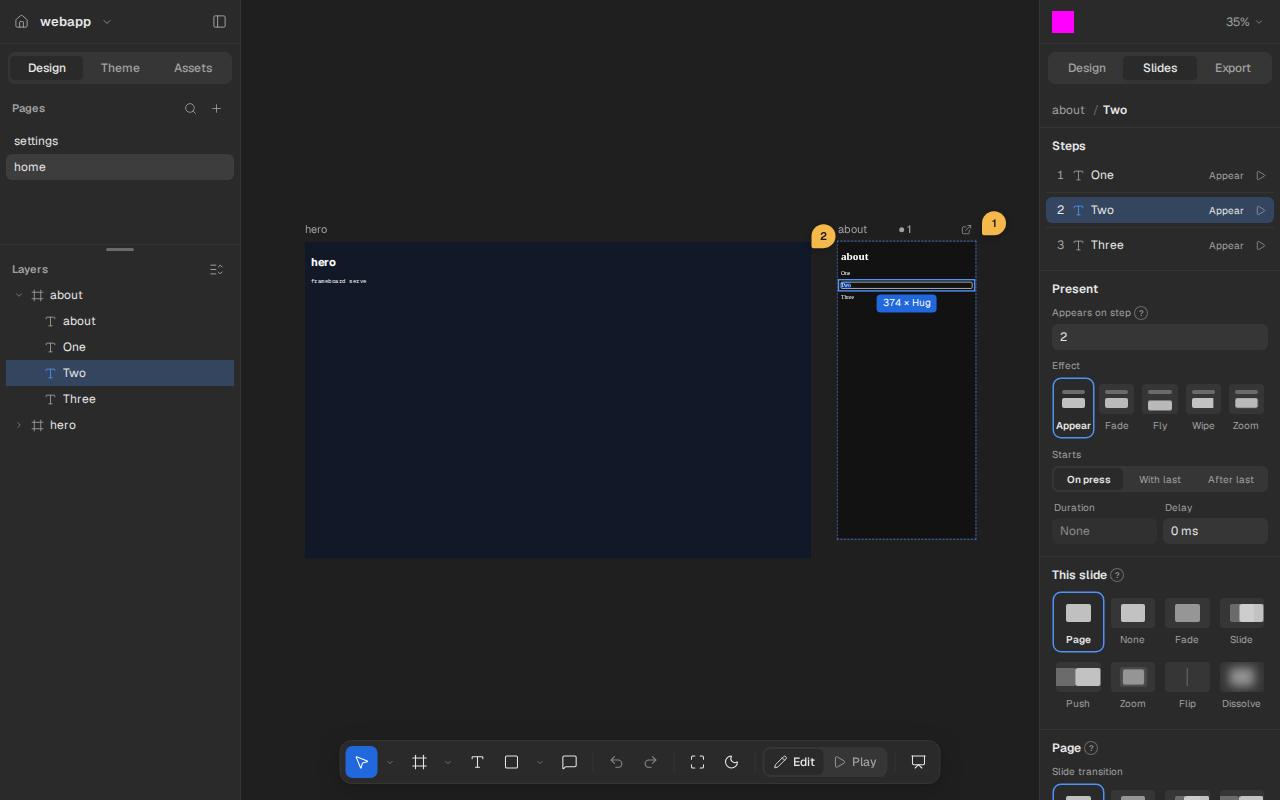 webapp
Design Theme Assets
Pages
settings
home
Layers
about
about
One
Two
Three
hero
hero
hero
frameboard serve
2
about 1
1
about
One
Two
Three
374 × Hug
Edit Play
35%
Design Slides Export
about / Two
Steps
1 One Appear
2 Two Appear
3 Three Appear
Present
Appears on step ?
2
Effect
Appear Fade Fly Wipe Zoom
Starts
On press With last After last
Duration Delay
None 0 ms
This slide ?
Page None Fade Slide
Push Zoom Flip Dissolve
Page ?
Slide transition